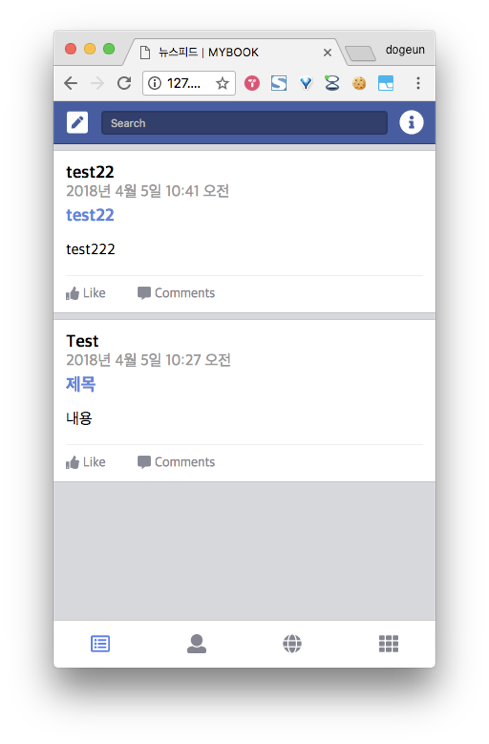 뉴스피드 | MYBOOK
dogeun
127....
Search
test22
2018년 4월 5일 10:41 오전
test22
test222
Like Comments
Test
2018년 4월 5일 10:27 오전
제목
내용
Like Comments